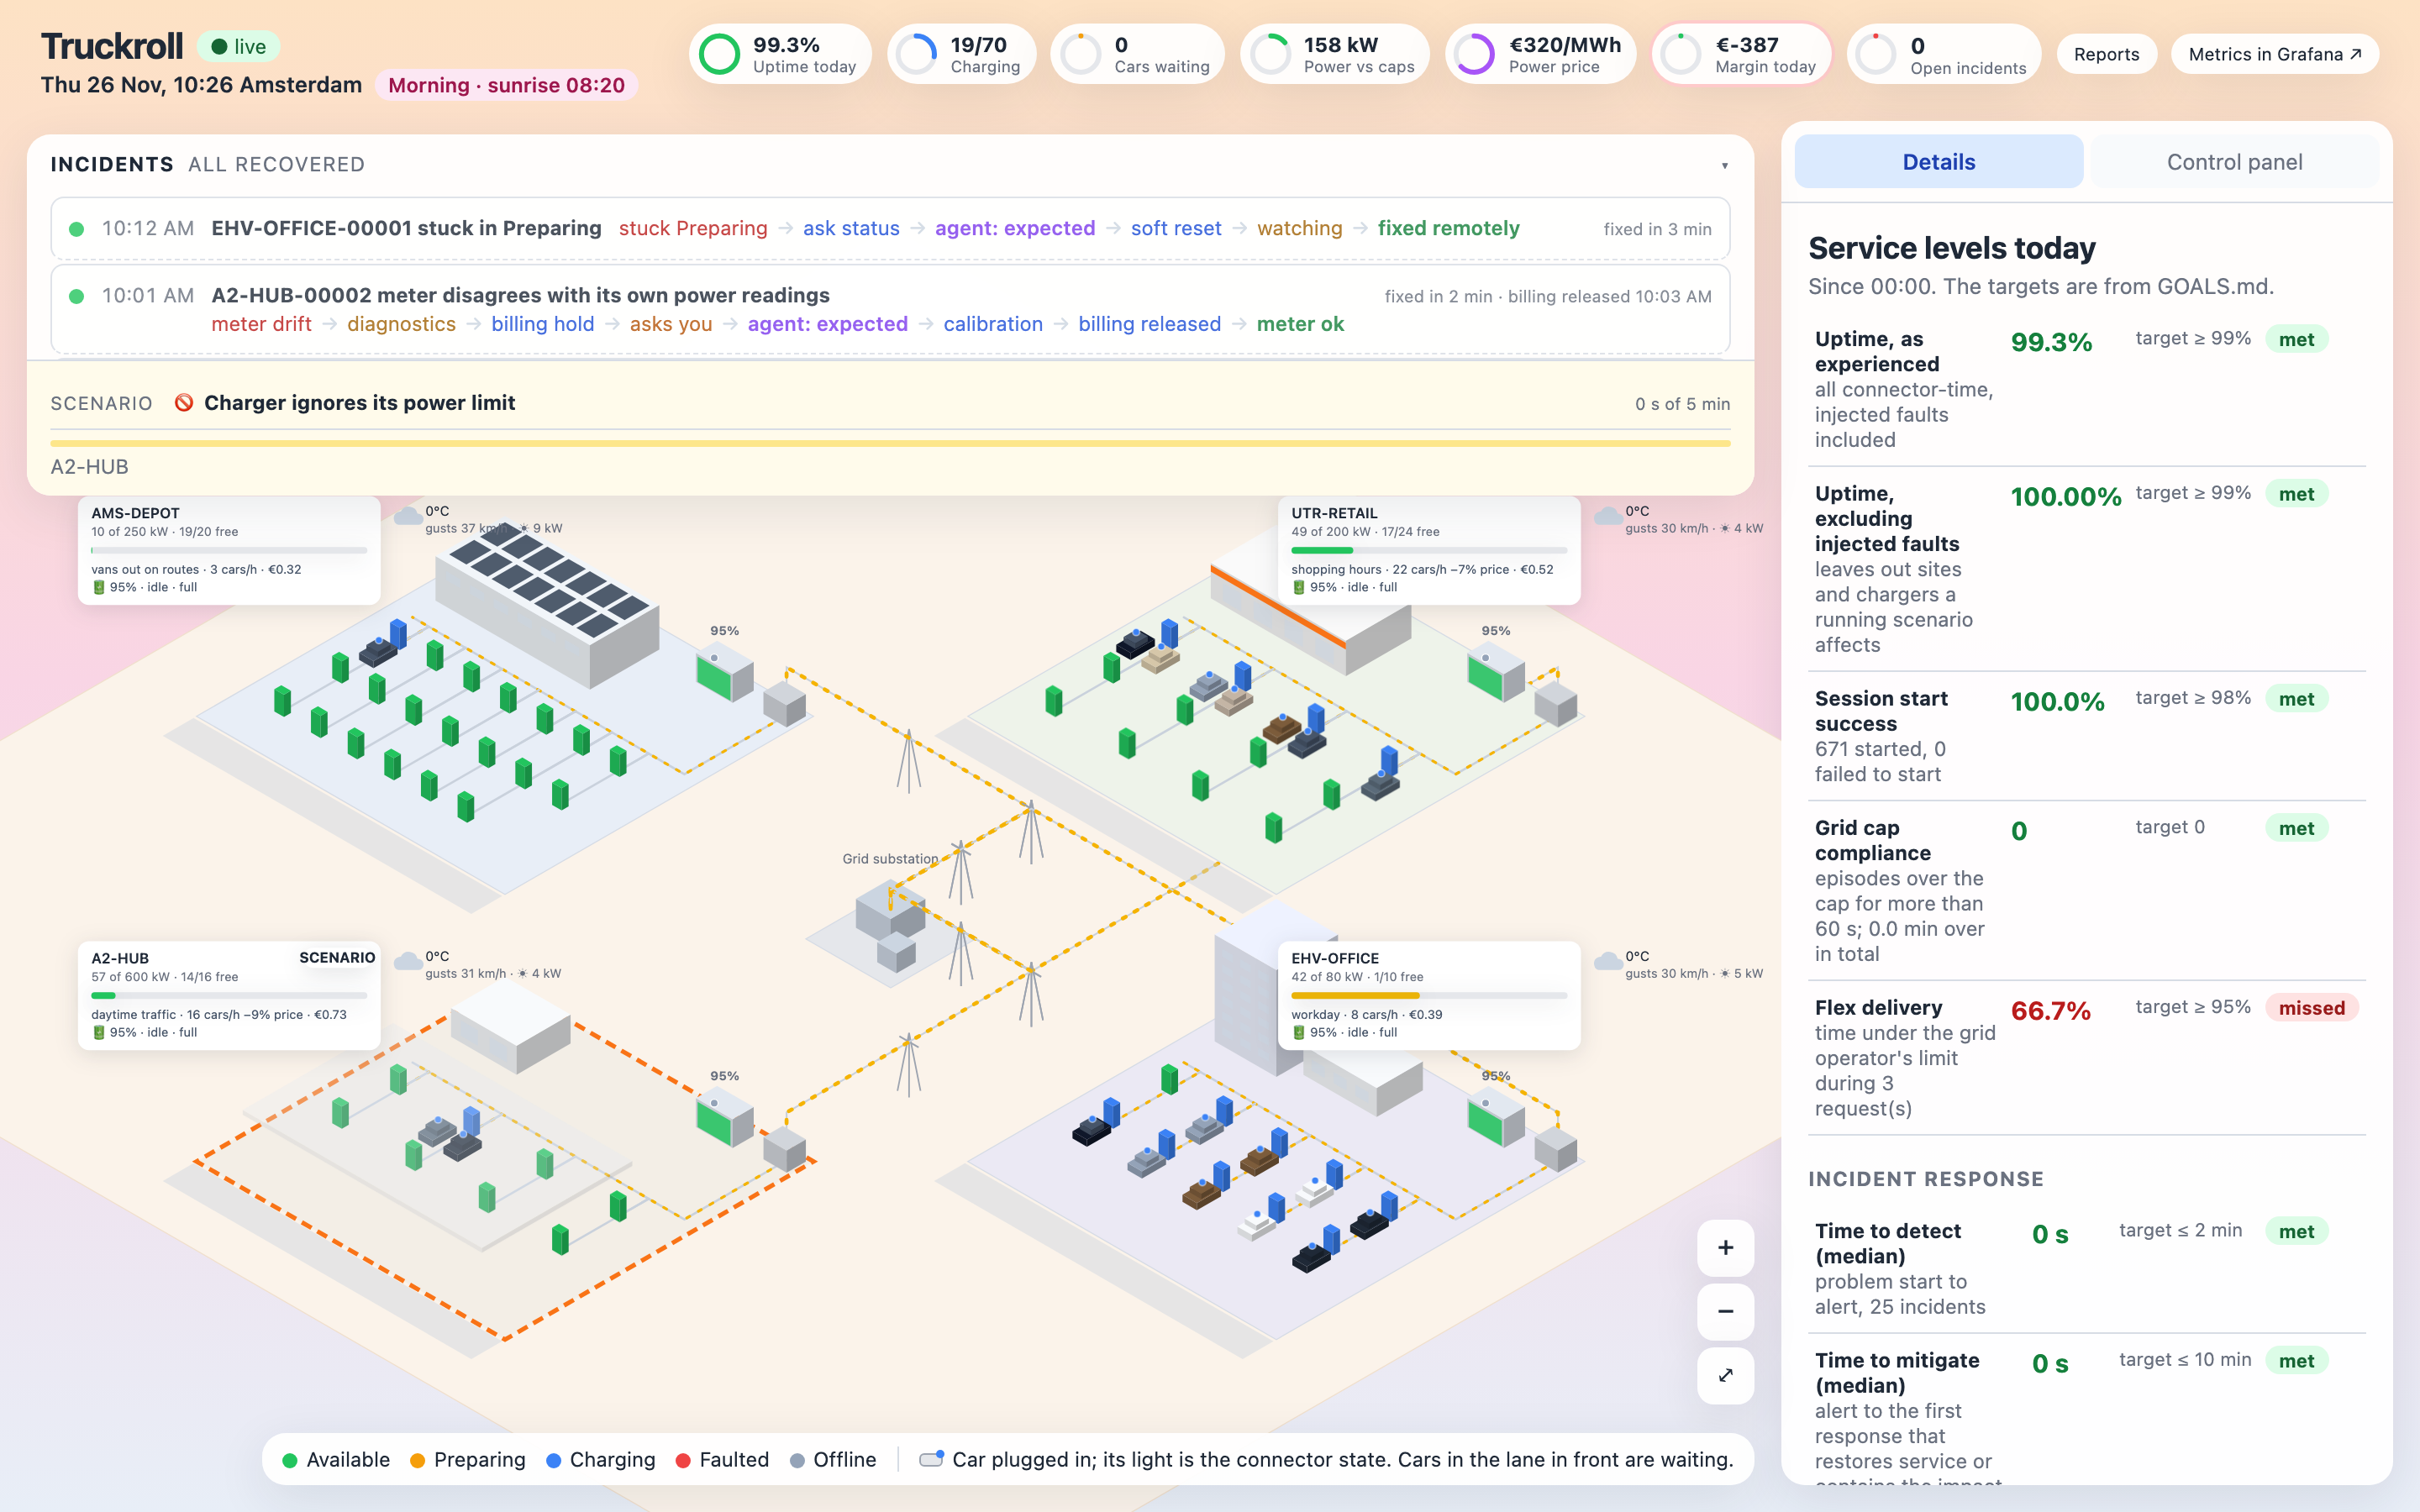 Truckroll live
Thu 26 Nov, 10:26 Amsterdam Morning · sunrise 08:20
99.3%
Uptime today
19/70
Charging
0
Cars waiting
158 kW
Power vs caps
€320/MWh
Power price
€-387
Margin today
0
Open incidents
Reports
Metrics in Grafana ↗
INCIDENTS ALL RECOVERED
10:12 AM EHV-OFFICE-00001 stuck in Preparing stuck Preparing → ask status → agent: expected → soft reset → watching → fixed remotely fixed in 3 min
10:01 AM A2-HUB-00002 meter disagrees with its own power readings fixed in 2 min · billing released 10:03 AM
meter drift → diagnostics → billing hold → asks you → agent: expected → calibration → billing released → meter ok
SCENARIO 🚫 Charger ignores its power limit 0 s of 5 min
A2-HUB
AMS-DEPOT
10 of 250 kW · 19/20 free
vans out on routes · 3 cars/h · €0.32
95% · idle · full
0°C
gusts 37 km/h · ☀ 9 kW
95%
UTR-RETAIL
49 of 200 kW · 17/24 free
shopping hours · 22 cars/h −7% price · €0.52
95% · idle · full
0°C
gusts 30 km/h · ☀ 4 kW
95%
Grid substation
A2-HUB SCENARIO
57 of 600 kW · 14/16 free
daytime traffic · 16 cars/h −9% price · €0.73
95% · idle · full
0°C
gusts 31 km/h · ☀ 4 kW
95%
EHV-OFFICE
42 of 80 kW · 1/10 free
workday · 8 cars/h · €0.39
95% · idle · full
0°C
gusts 30 km/h · ☀ 5 kW
95%
+
−
⤢
Available Preparing Charging Faulted Offline Car plugged in; its light is the connector state. Cars in the lane in front are waiting.
Details Control panel
Service levels today
Since 00:00. The targets are from GOALS.md.
Uptime, as
experienced
all connector-time,
injected faults
included
99.3% target ≥ 99% met
Uptime,
excluding
injected faults
leaves out sites
and chargers a
running scenario
affects
100.00% target ≥ 99% met
Session start
success
671 started, 0
failed to start
100.0% target ≥ 98% met
Grid cap
compliance
episodes over the
cap for more than
60 s; 0.0 min over
in total
0 target 0 met
Flex delivery
time under the grid
operator's limit
during 3
request(s)
66.7% target ≥ 95% missed
INCIDENT RESPONSE
Time to detect
(median)
problem start to
alert, 25 incidents
0 s target ≤ 2 min met
Time to mitigate
(median)
alert to the first
response that
restores service or
contains the impact
0 s target ≤ 10 min met